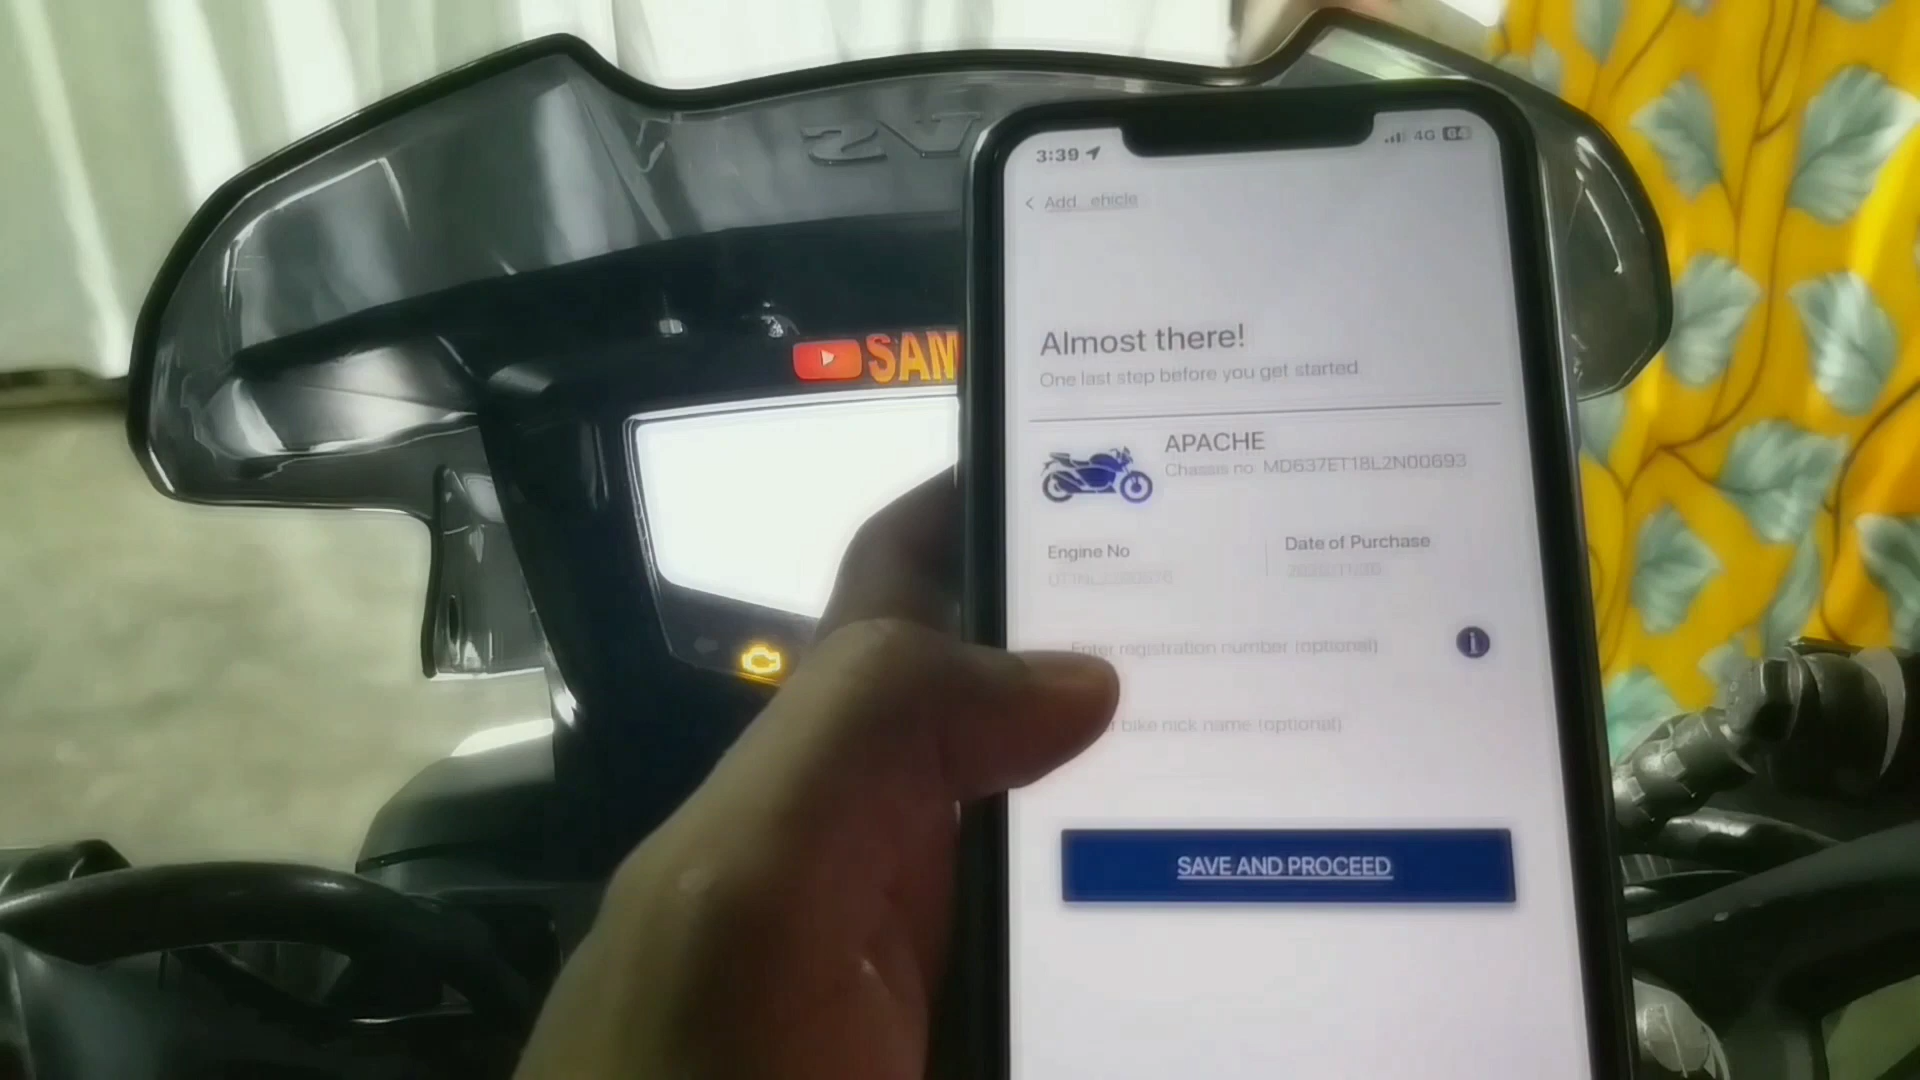 3:39
4G
Add ehicle
Almost there!
One last step before you get started.
SAM
APACHE
Chassis no: MD637ET18L2N00693
Engine No
Date of Purchase
Enter registration number (optional)
bike nick name (optional)
SAVE AND PROCEED